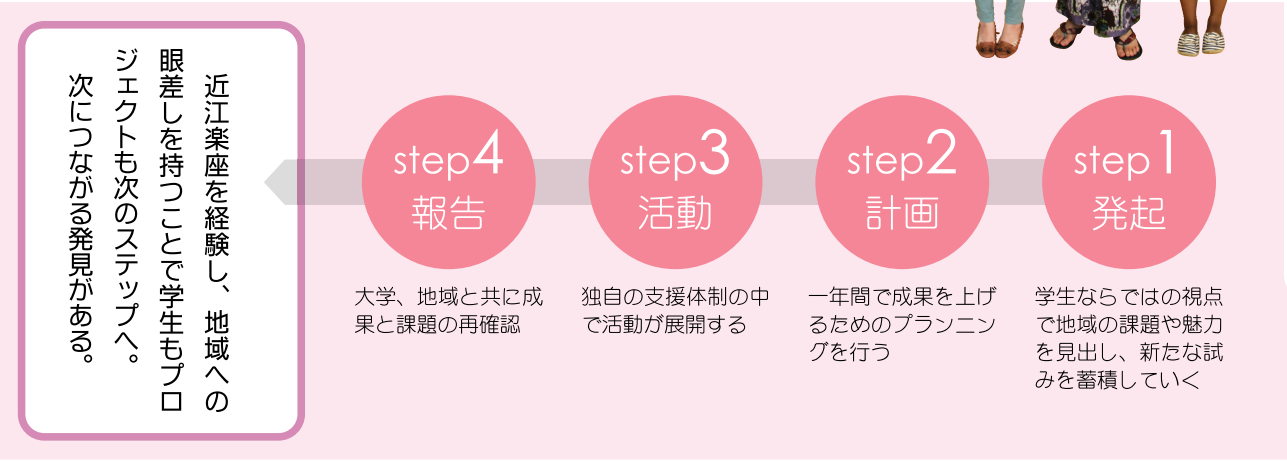 step1
発起
学生ならではの視点
で地域の課題や魅力
を見出し、新たな試
みを蓄積していく
step2
計画
一年間で成果を上げ
るためのプランニン
グを行う
step3
活動
独自の支援体制の中
で活動が展開する
step4
報告
大学、地域と共に成
果と課題の再確認
近江楽座を経験し、地域への
眼差しを持つことで学生もプロ
ジェクトも次のステップへ。
次につながる発見がある。